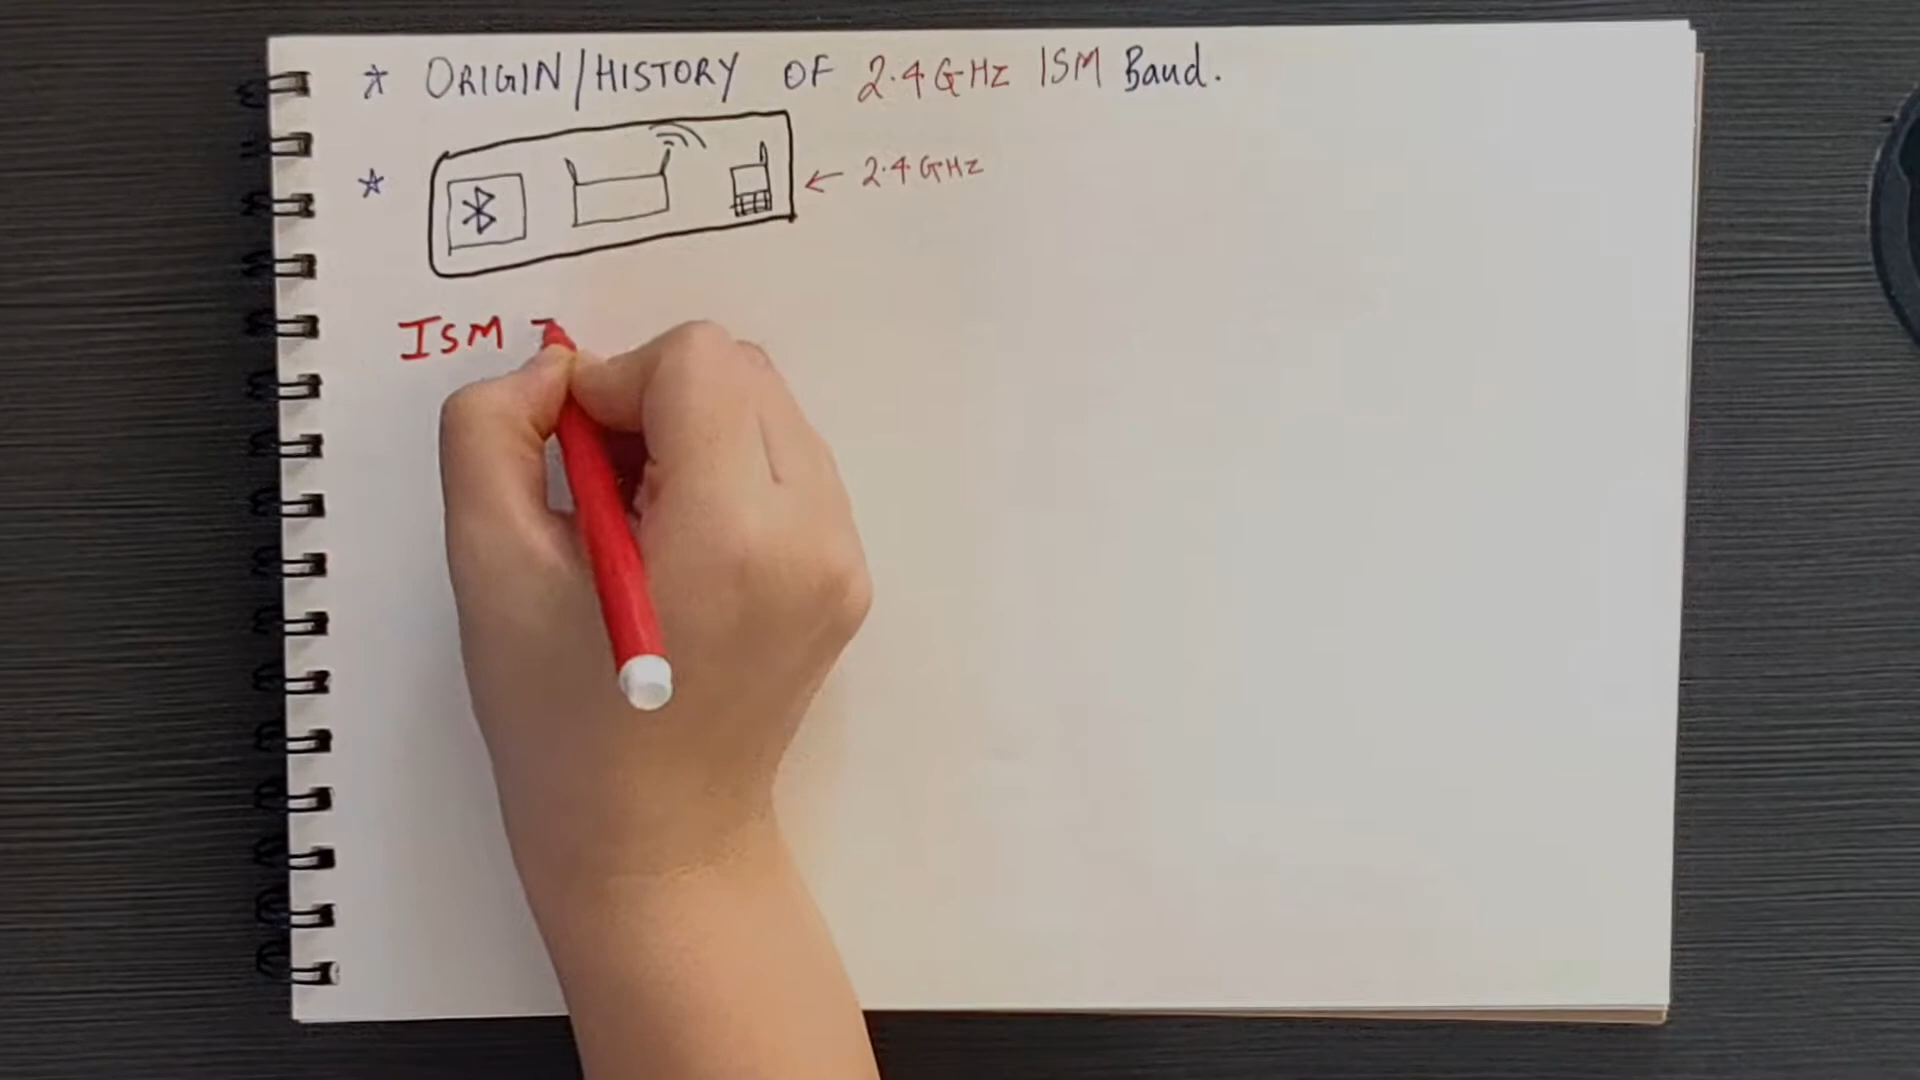 * ORIGIN/HISTORY OF 2.4GHz ISM Band.
* ← 2.4GHz
ISM